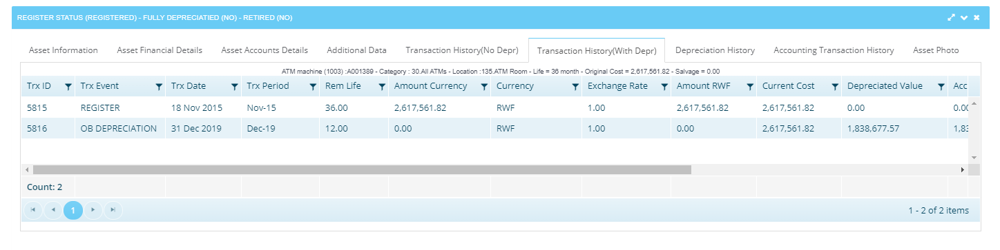 REGISTER STATUS (REGISTERED) - FULLY DEPRECIATIED (NO) - RETIRED (NO)
Asset Information Asset Financial Details Asset Accounts Details Additional Data Transaction History(No Depr) Transaction History(With Depr) Depreciation History Accounting Transaction History Asset Photo
ATM machine (1003) :A001389 - Category : 30.All ATMs - Location :135.ATM Room - Life = 36 month - Original Cost = 2,617,561.82 - Salvage = 0.00
Trx ID Trx Event Trx Date Trx Period Rem Life Amount Currency Currency Exchange Rate Amount RWF Current Cost Depreciated Value Acc
5815 REGISTER 18 Nov 2015 Nov-15 36.00 2,617,561.82 RWF 1.00 2,617,561.82 2,617,561.82 0.00 0.00
5816 OB DEPRECIATION 31 Dec 2019 Dec-19 12.00 0.00 RWF 1.00 0.00 2,617,561.82 1,838,677.57 1,83
Count: 2
1 1 - 2 of 2 items